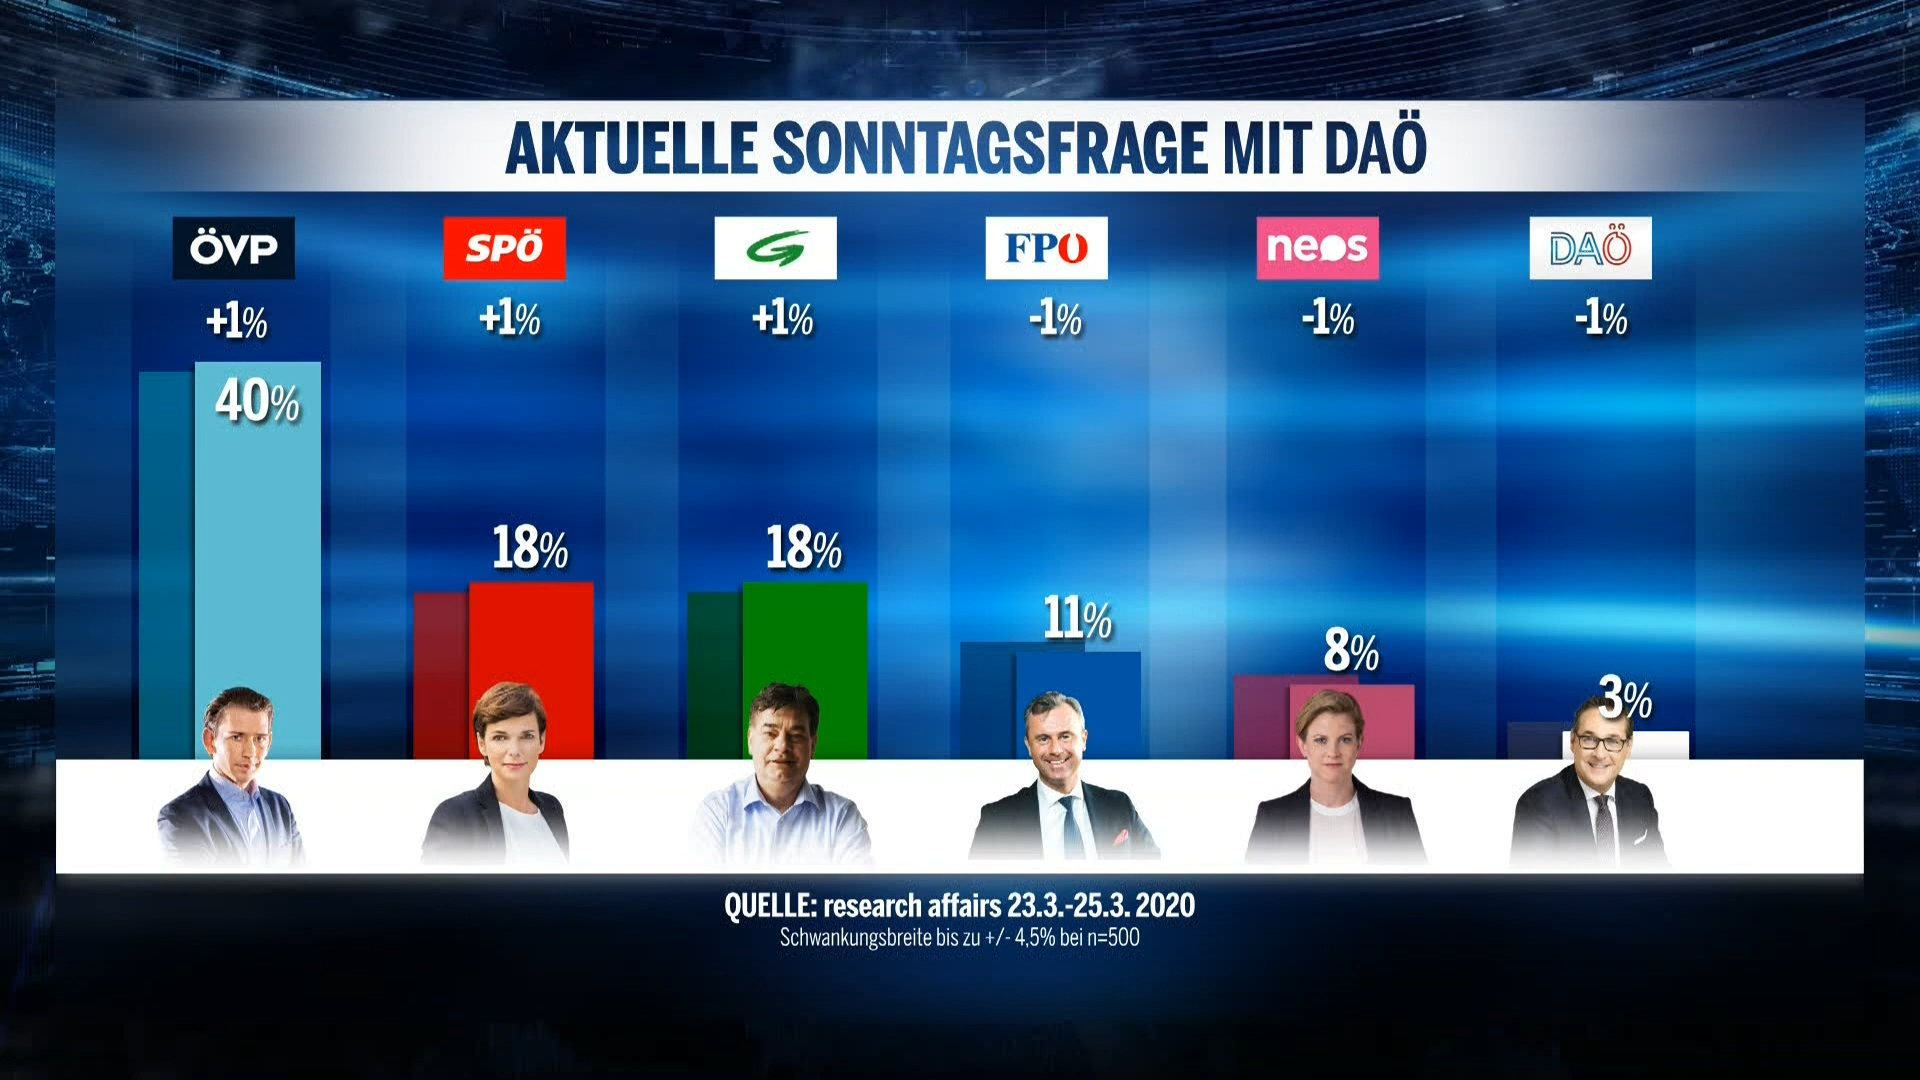 AKTUELLE SONNTAGSFRAGE MIT DAÖ
ÖVP SPÖ G FPÖ neos DAÖ
+1% +1% +1% -1% -1% -1%
40%
18% 18%
11%
8%
3%
QUELLE: research affairs 23.3.-25.3. 2020
Schwankungsbreite bis zu +/- 4,5% bei n=500